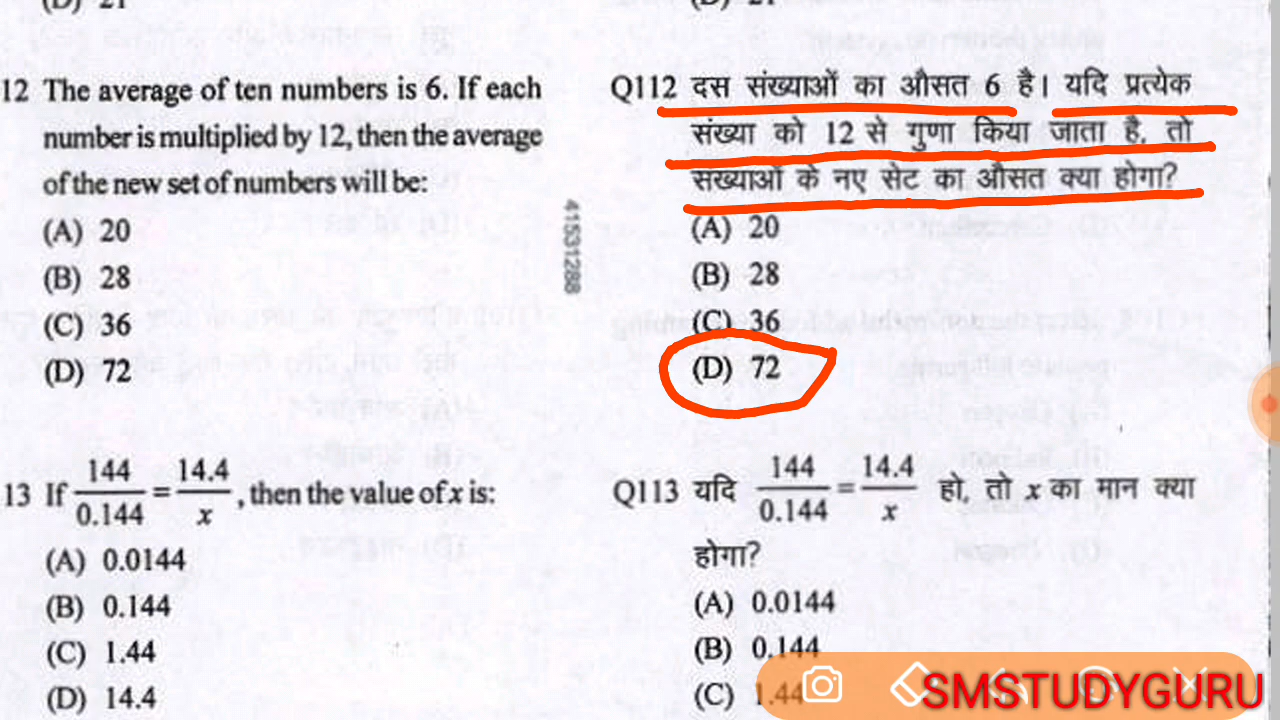 (D) 21
12 The average of ten numbers is 6. If each
number is multiplied by 12, then the average
of the new set of numbers will be:
(A) 20
(B) 28
(C) 36
(D) 72
13 If 144/0.144 = 14.4/x, then the value of x is:
(A) 0.0144
(B) 0.144
(C) 1.44
(D) 14.4
41531288
(D) 21
Q112 दस संख्याओं का औसत 6 है। यदि प्रत्येक
संख्या को 12 से गुणा किया जाता है, तो
संख्याओं के नए सेट का औसत क्या होगा?
(A) 20
(B) 28
(C) 36
(D) 72
Q113 यदि 144/0.144 = 14.4/x हो, तो x का मान क्या
होगा?
(A) 0.0144
(B) 0.144
(C) 1.44
SMSTUDYGURU